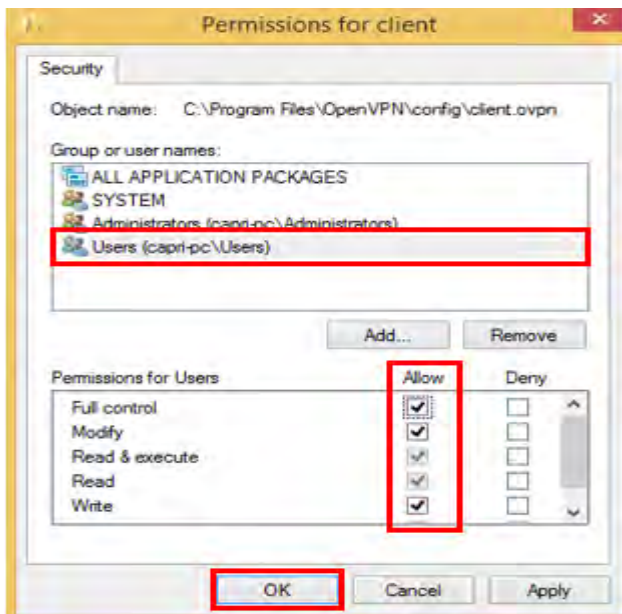 Permissions for client
Security
Object name: C:\Program Files\OpenVPN\config\client.ovpn
Group or user names:
ALL APPLICATION PACKAGES
SYSTEM
Administrators (capri-pc\Administrators)
Users (capri-pc\Users)
Add... Remove
Permissions for Users Allow Deny
Full control
Modify
Read & execute
Read
Write
OK Cancel Apply